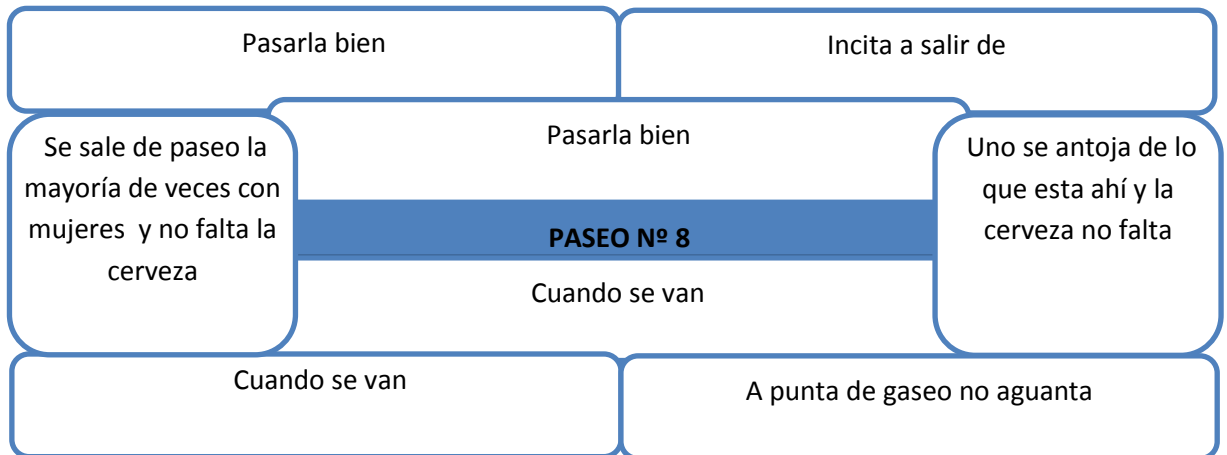 Pasarla bien
Incita a salir de
Pasarla bien
Se sale de paseo la
mayoría de veces con
mujeres y no falta la
cerveza
Uno se antoja de lo
que esta ahí y la
cerveza no falta
PASEO Nº 8
Cuando se van
Cuando se van
A punta de gaseo no aguanta